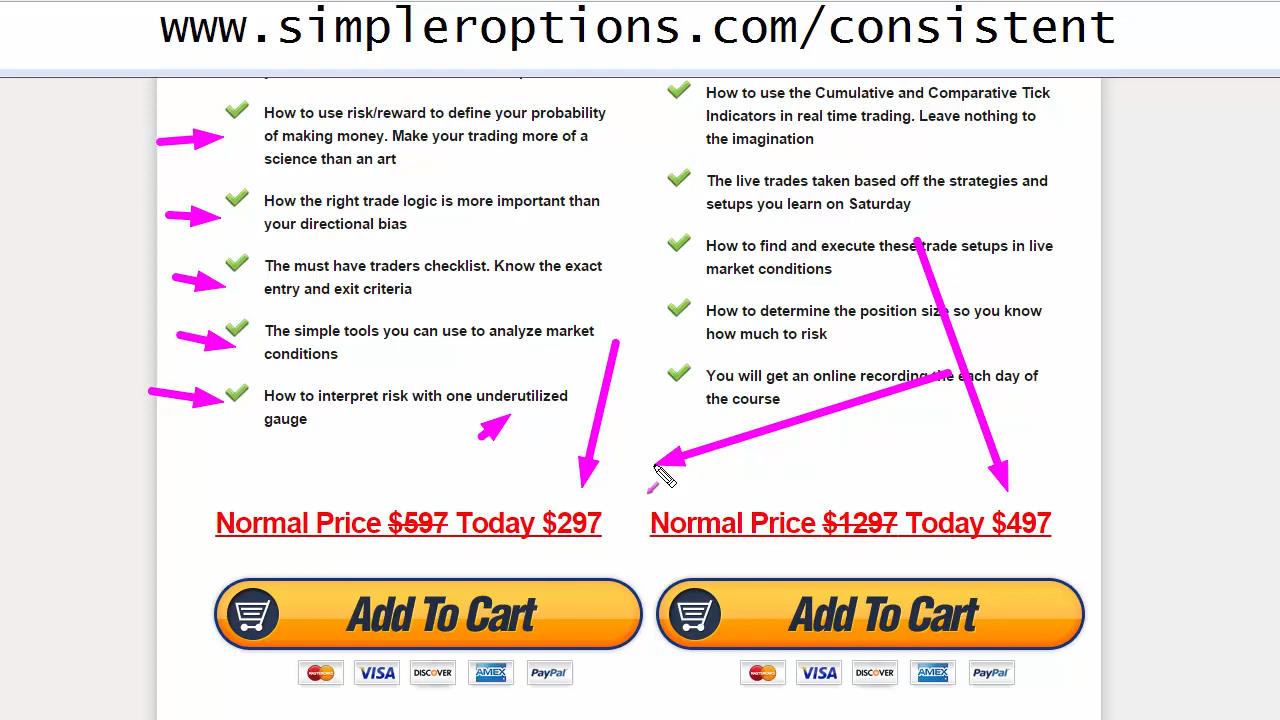 www.simpleroptions.com/consistent
How to use risk/reward to define your probability
of making money. Make your trading more of a
science than an art
How the right trade logic is more important than
your directional bias
The must have traders checklist. Know the exact
entry and exit criteria
The simple tools you can use to analyze market
conditions
How to interpret risk with one underutilized
gauge
Normal Price $597 Today $297
Add To Cart
MasterCard VISA DISCOVER AMEX PayPal
How to use the Cumulative and Comparative Tick
Indicators in real time trading. Leave nothing to
the imagination
The live trades taken based off the strategies and
setups you learn on Saturday
How to find and execute these trade setups in live
market conditions
How to determine the position size so you know
how much to risk
You will get an online recording the each day of
the course
Normal Price $1297 Today $497
Add To Cart
MasterCard VISA DISCOVER AMEX PayPal